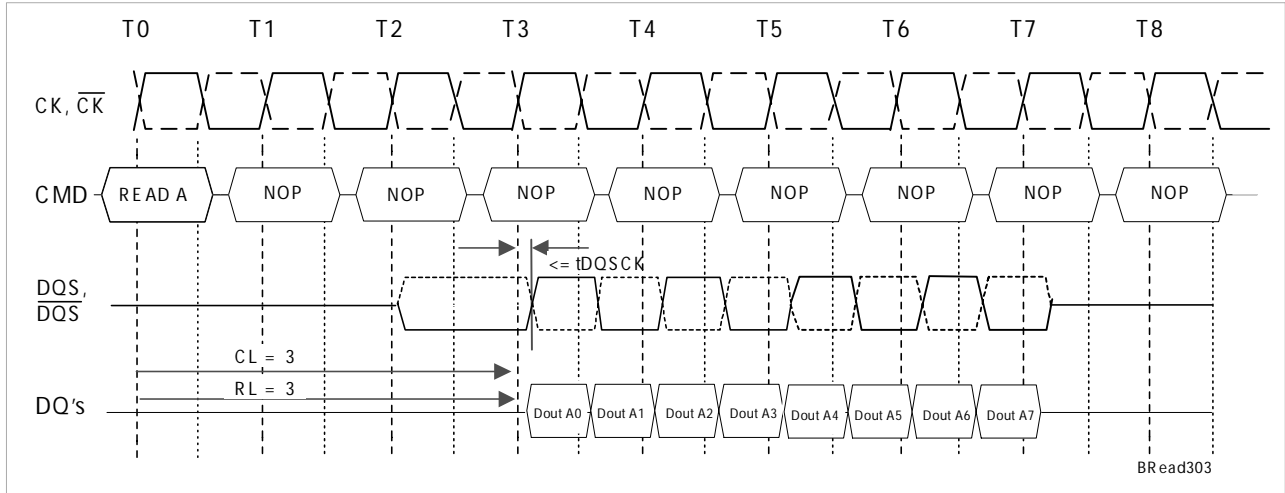 T0 T1 T2 T3 T4 T5 T6 T7 T8
CK, CK
CMD READ A NOP NOP NOP NOP NOP NOP NOP NOP
<= tDQSCK
DQS,
DQS
CL = 3
RL = 3
DQ's Dout A0 Dout A1 Dout A2 Dout A3 Dout A4 Dout A5 Dout A6 Dout A7
BRead303